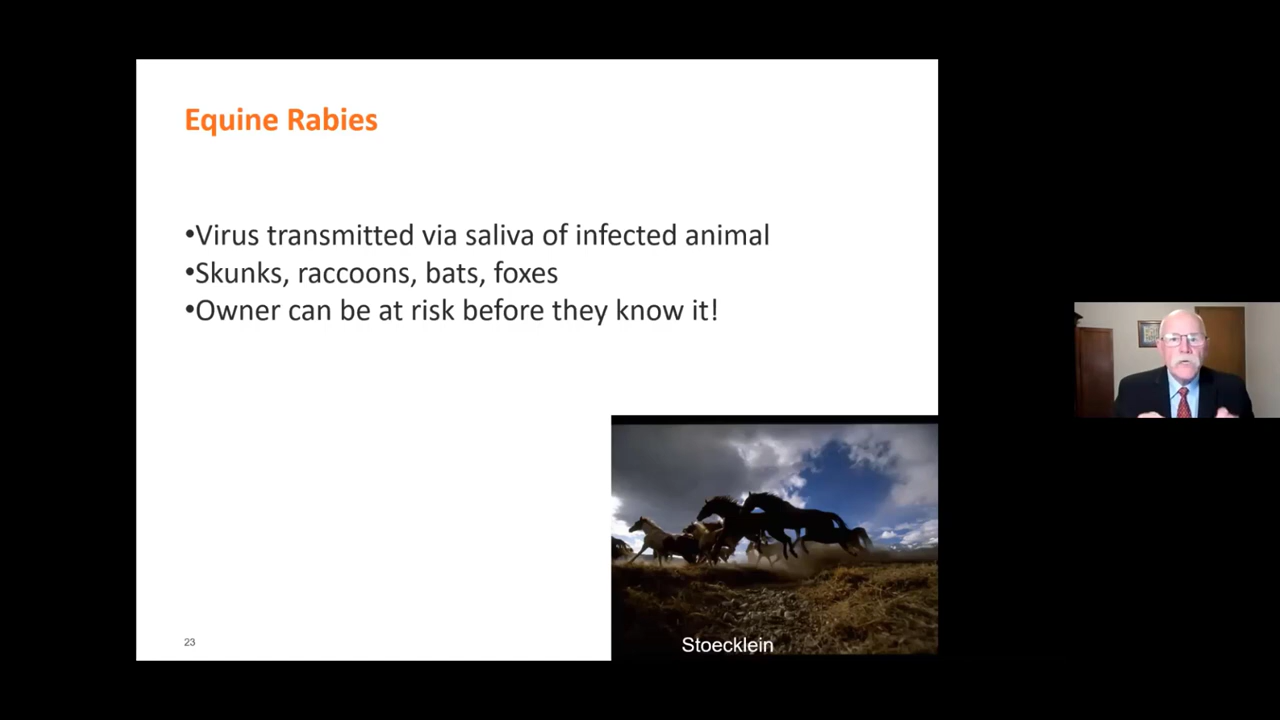 Equine Rabies
•Virus transmitted via saliva of infected animal
•Skunks, raccoons, bats, foxes
•Owner can be at risk before they know it!
Stoecklein
23